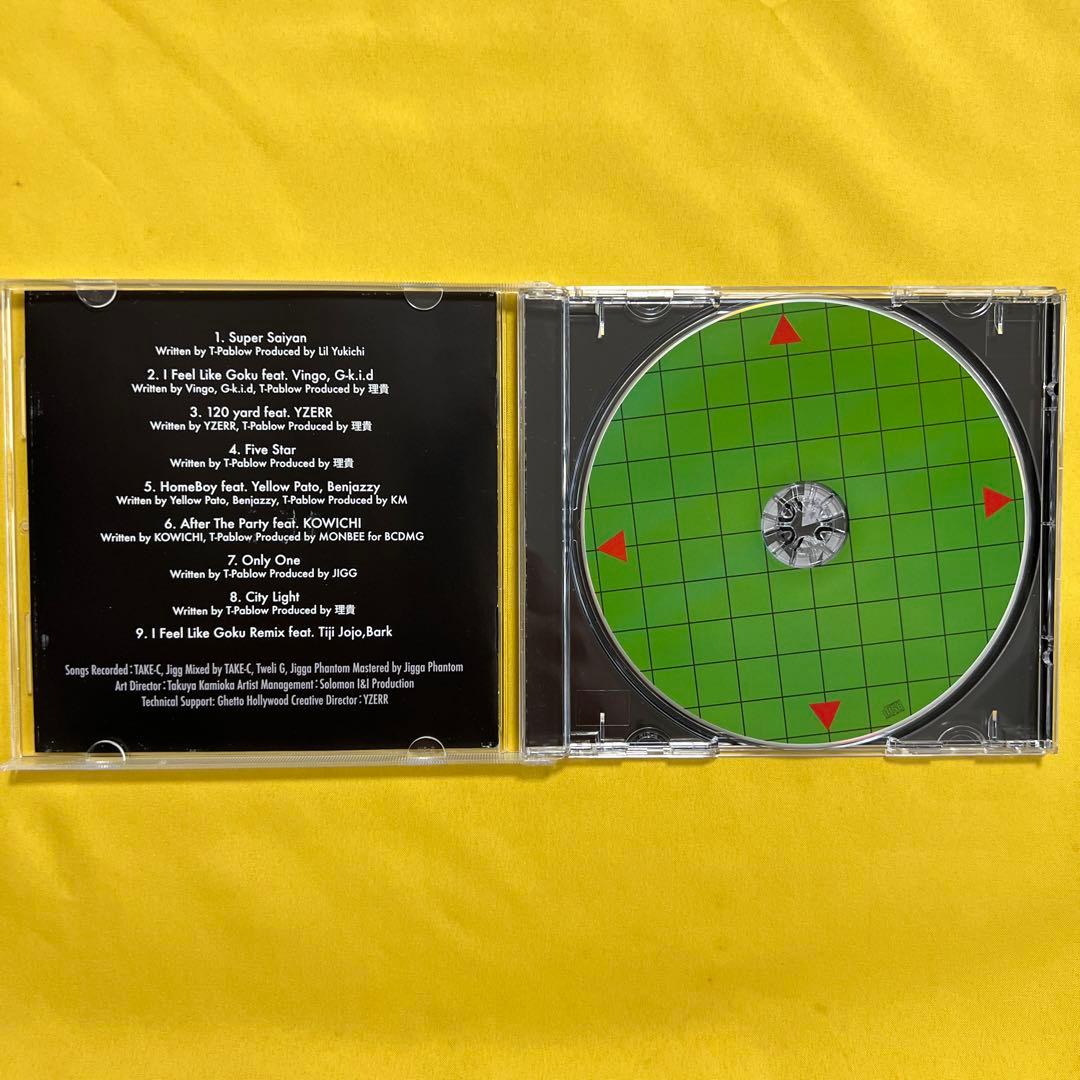 1. Super Saiyan
Written by T-Pablow Produced by Lil Yukichi
2. I Feel Like Goku feat. Vingo, G-k.i.d
Written by Vingo, G-k.i.d, T-Pablow Produced by 理貴
3. 120 yard feat. YZERR
Written by YZERR, T-Pablow Produced by 理貴
4. Five Star
Written by T-Pablow Produced by 理貴
5. HomeBoy feat. Yellow Pato, Benjazzy
Written by Yellow Pato, Benjazzy, T-Pablow Produced by KM
6. After The Party feat. KOWICHI
Written by KOWICHI, T-Pablow Produced by MONBEE for BCDMG
7. Only One
Written by T-Pablow Produced by JIGG
8. City Light
Written by T-Pablow Produced by 理貴
9. I Feel Like Goku Remix feat. Tiji Jojo,Bark
Songs Recorded：TAKE-C, Jigg Mixed by TAKE-C, Tweli G, Jigga Phantom Mastered by Jigga Phantom
Art Director：Takuya Kamioka Artist Management：Solomon I&I Production
Technical Support: Ghetto Hollywood Creative Director：YZERR